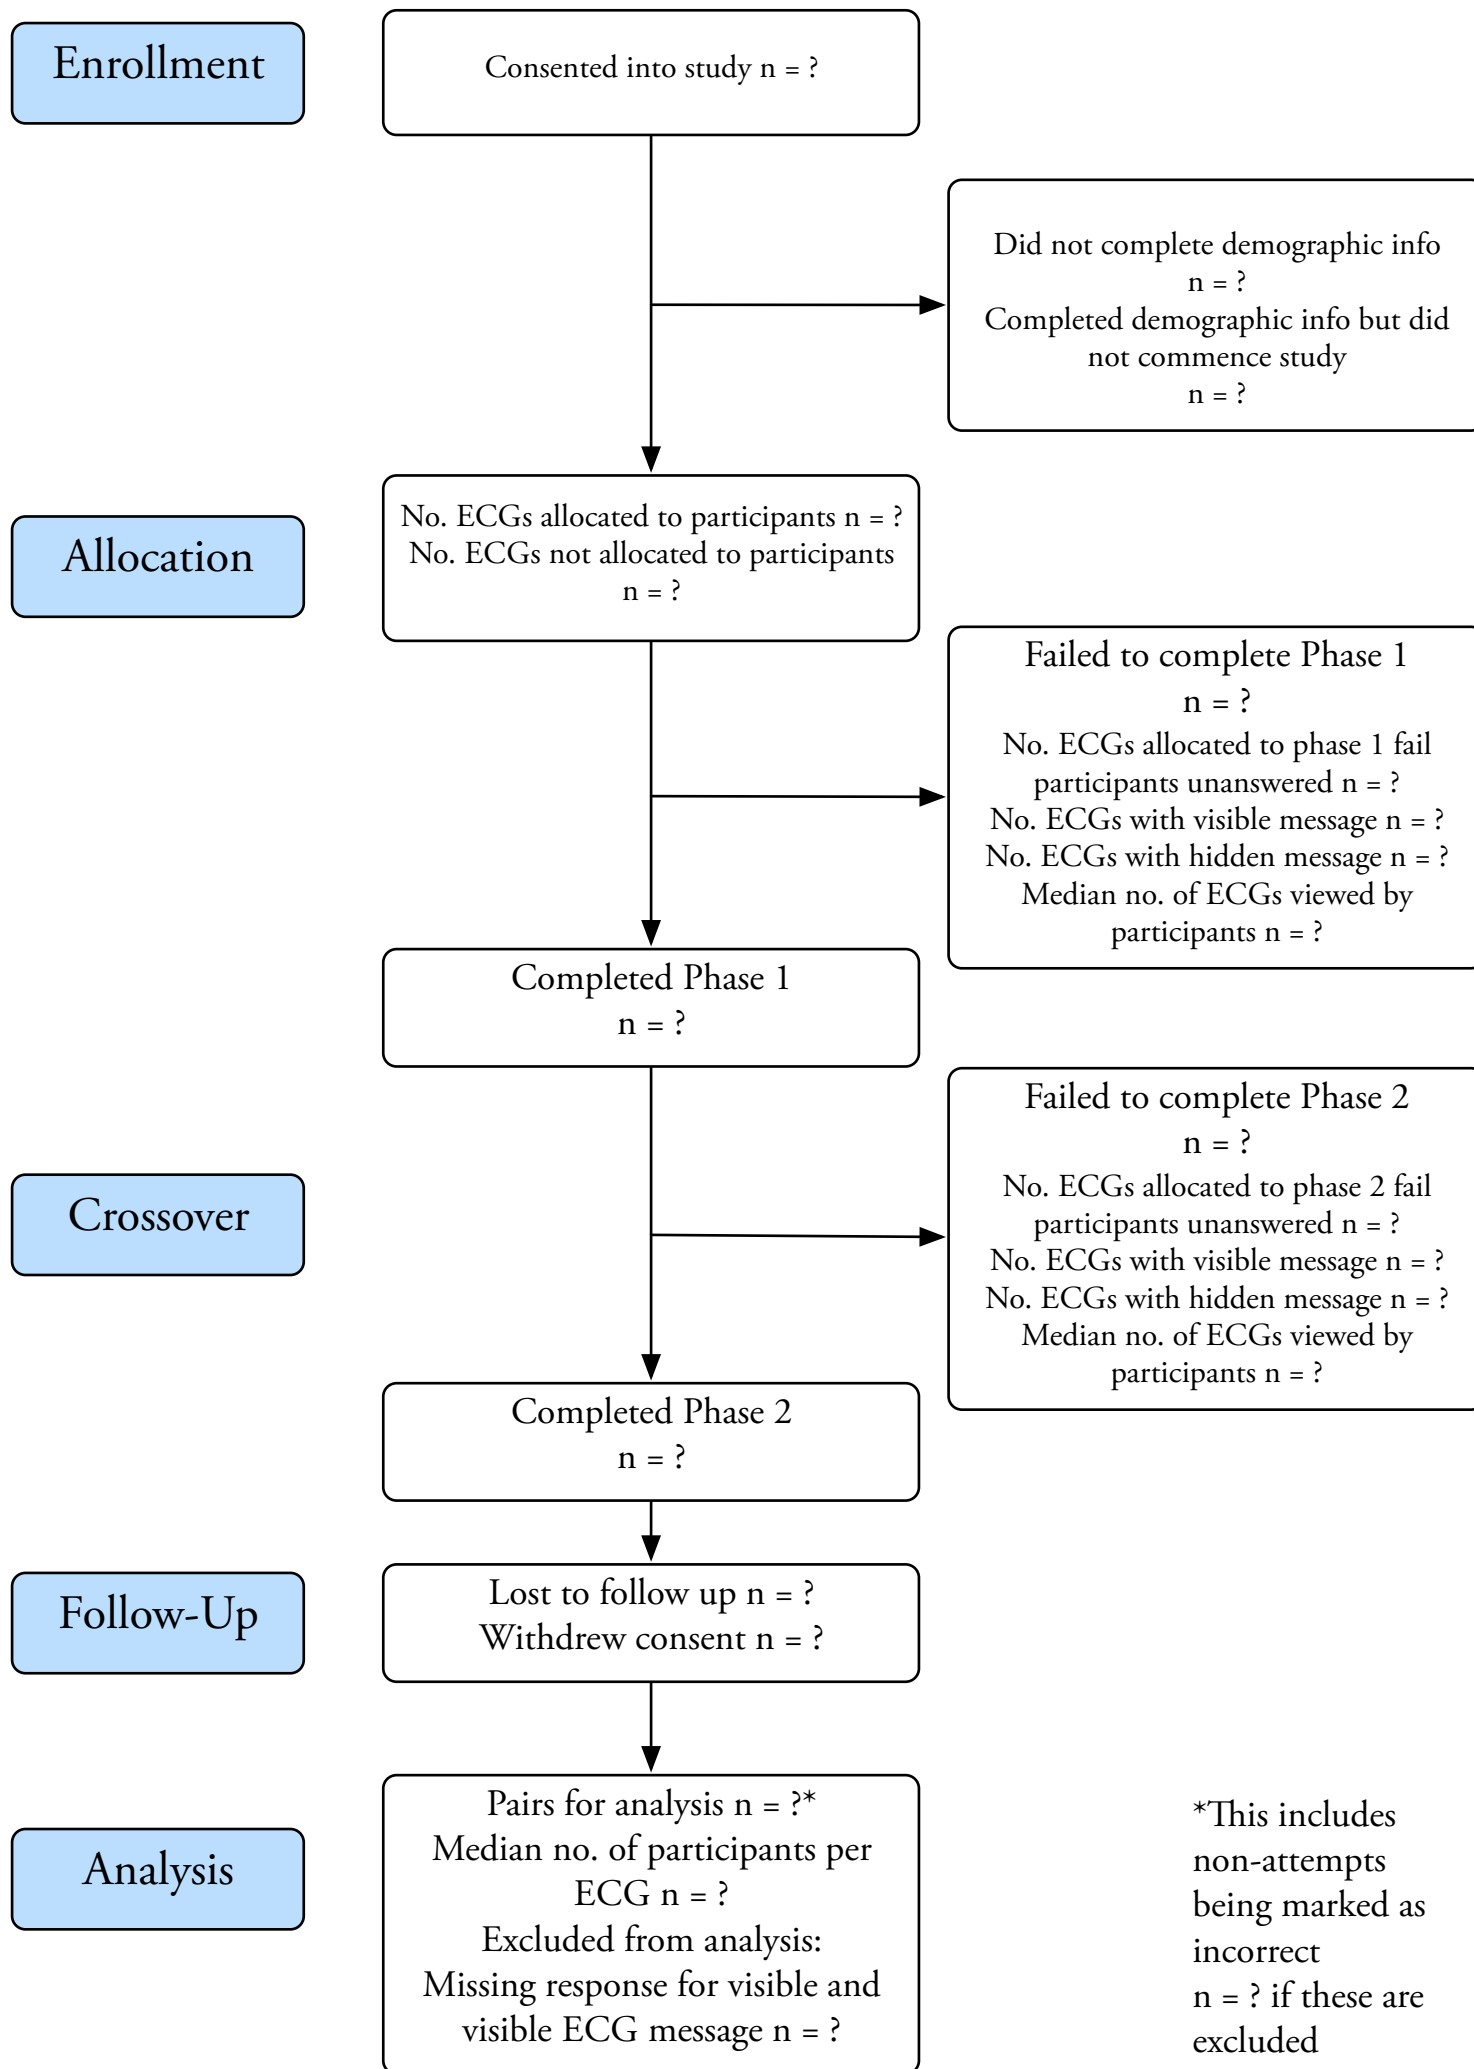 Enrollment
Consented into study n = ?
Did not complete demographic info
n = ?
Completed demographic info but did
not commence study
n = ?
Allocation
No. ECGs allocated to participants n = ?
No. ECGs not allocated to participants
n = ?
Failed to complete Phase 1
n = ?
No. ECGs allocated to phase 1 fail
participants unanswered n = ?
No. ECGs with visible message n = ?
No. ECGs with hidden message n = ?
Median no. of ECGs viewed by
participants n = ?
Completed Phase 1
n = ?
Crossover
Failed to complete Phase 2
n = ?
No. ECGs allocated to phase 2 fail
participants unanswered n = ?
No. ECGs with visible message n = ?
No. ECGs with hidden message n = ?
Median no. of ECGs viewed by
participants n = ?
Completed Phase 2
n = ?
Follow-Up
Lost to follow up n = ?
Withdrew consent n = ?
Analysis
Pairs for analysis n = ?*
Median no. of participants per
ECG n = ?
Excluded from analysis:
Missing response for visible and
visible ECG message n = ?
*This includes
non-attempts
being marked as
incorrect
n = ? if these are
excluded